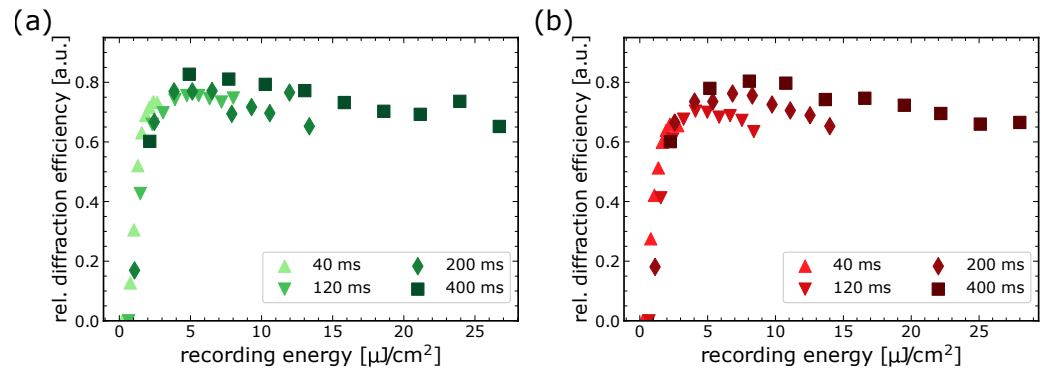 (a)
rel. diffraction efficiency [a.u.]
0.8
0.6
0.4
0.2
0.0
40 ms
120 ms
200 ms
400 ms
0 5 10 15 20 25
recording energy [µJ/cm²]
(b)
rel. diffraction efficiency [a.u.]
0.8
0.6
0.4
0.2
0.0
40 ms
120 ms
200 ms
400 ms
0 5 10 15 20 25
recording energy [µJ/cm²]